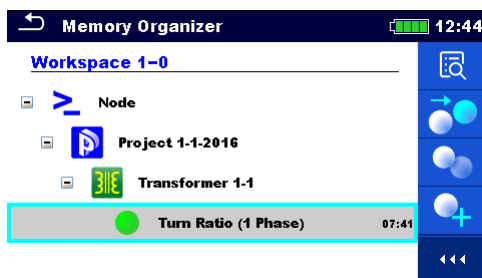 Memory Organizer 12:44
Workspace 1-0
Node
Project 1-1-2016
Transformer 1-1
Turn Ratio (1 Phase) 07:41